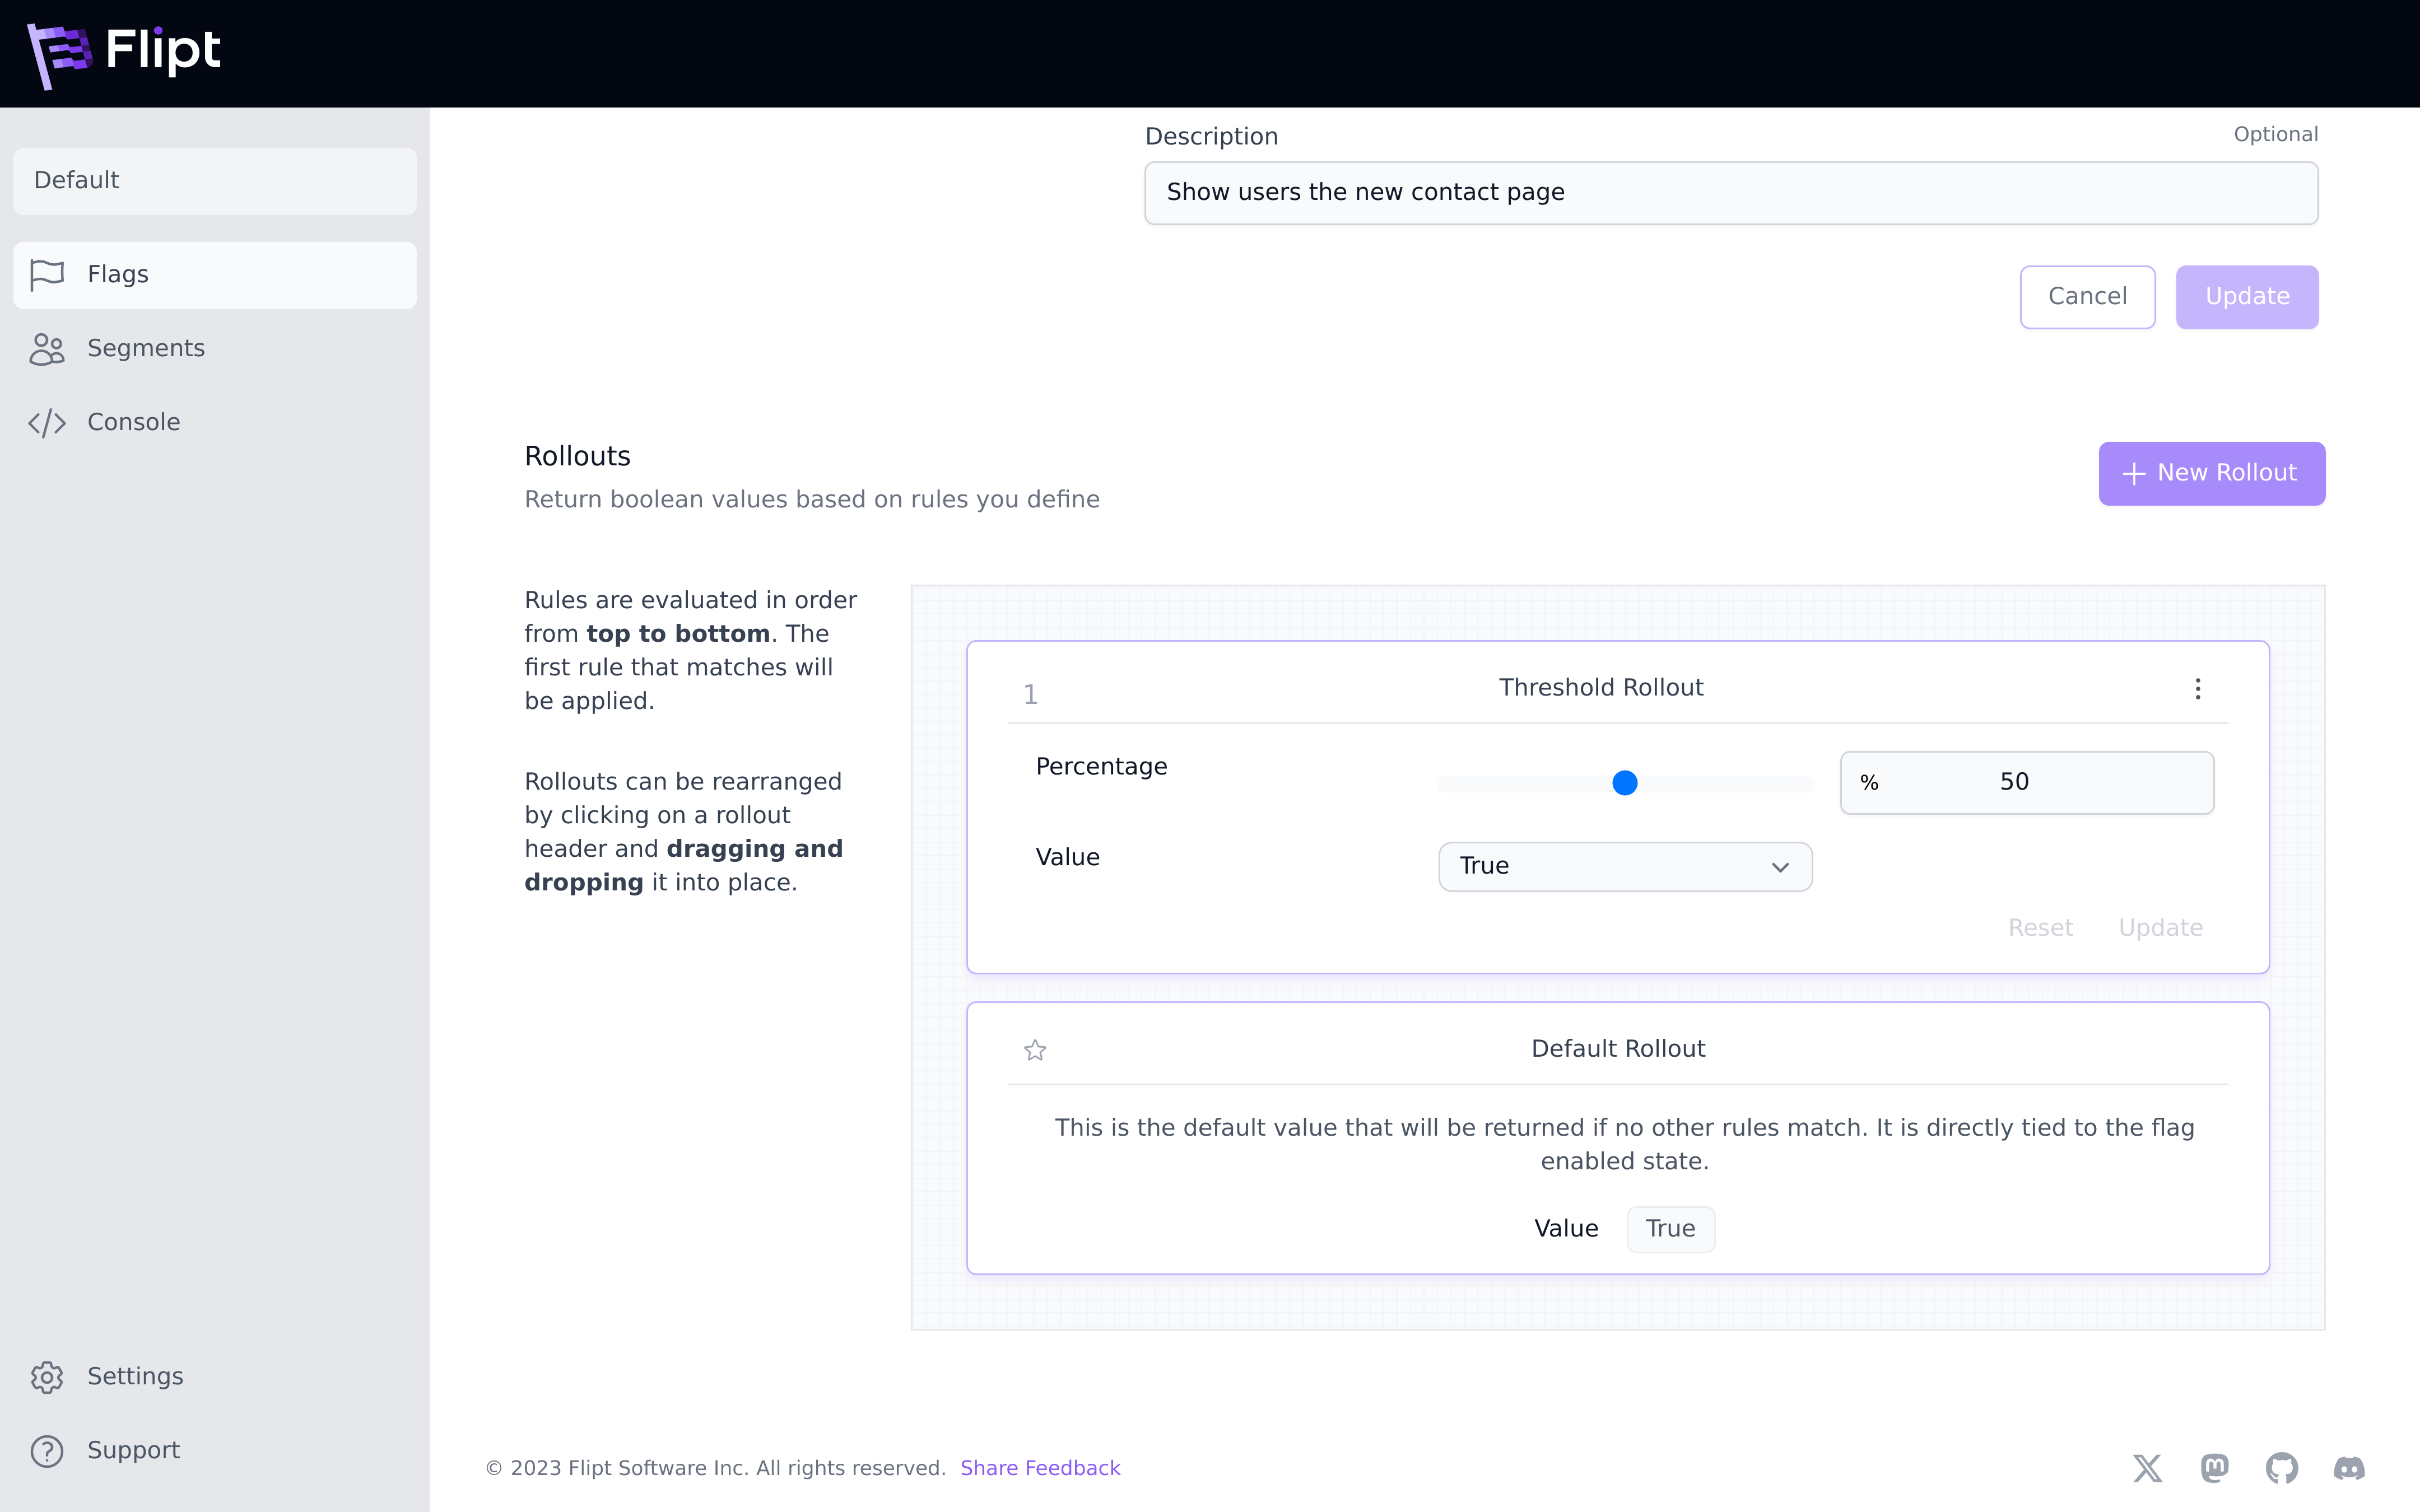 Flipt
Default
Flags
Segments
Console
Settings
Support
Description
Optional
Show users the new contact page
Cancel
Update
Rollouts
Return boolean values based on rules you define
New Rollout
Rules are evaluated in order
from top to bottom. The
first rule that matches will
be applied.
Rollouts can be rearranged
by clicking on a rollout
header and dragging and
dropping it into place.
1
Threshold Rollout
Percentage
% 50
Value
True
Reset
Update
Default Rollout
This is the default value that will be returned if no other rules match. It is directly tied to the flag
enabled state.
Value
True
© 2023 Flipt Software Inc. All rights reserved. Share Feedback